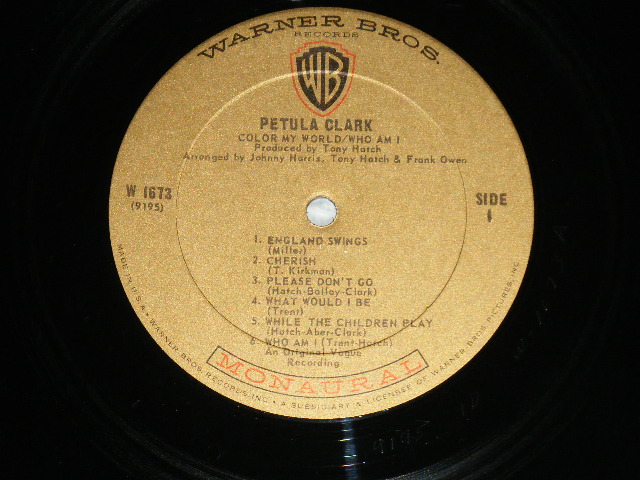 WARNER BROS.
RECORDS
WB
PETULA CLARK
COLOR MY WORLD/WHO AM I
Produced by Tony Hatch
Arranged by Johnny Harris, Tony Hatch & Frank Owen
W 1673
(9195)
SIDE
1
1. ENGLAND SWINGS
(Miller)
2. CHERISH
(T. Kirkman)
3. PLEASE DON'T GO
(Hatch-Bailey-Clark)
4. WHAT WOULD I BE
(Trent)
5. WHILE THE CHILDREN PLAY
(Hatch-Aber-Clark)
6. WHO AM I (Trent-Hatch)
An Original Vogue
Recording
MONAURAL
MADE IN U.S.A. • WARNER BROS. RECORDS, INC. • A SUBSIDIARY & LICENSEE OF WARNER BROS. PICTURES, INC.